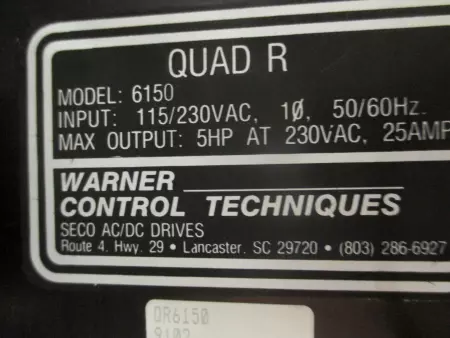 QUAD R
MODEL: 6150
INPUT: 115/230VAC, 1Ø, 50/60Hz.
MAX OUTPUT: 5HP AT 230VAC, 25AMP
WARNER
CONTROL TECHNIQUES
SECO AC/DC DRIVES
Route 4, Hwy. 29 • Lancaster, SC 29720 • (803) 286-6927
DR6150